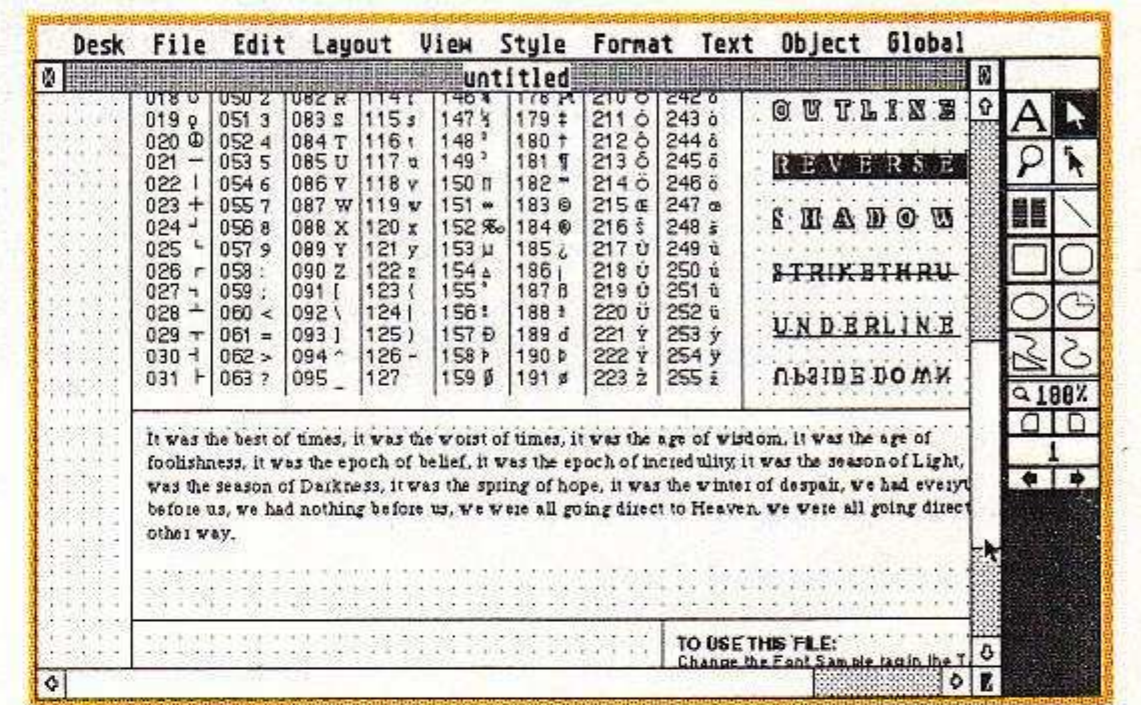 Desk File Edit Layout View Style Format Text Object Global
untitled
019 051 3 083 S 115 s 147 179 ‡ 211 Ó 243 ó
020 052 4 084 T 116 t 148 180 † 212 Ô 244 ô
021 — 053 5 085 U 117 u 149 181 ¶ 213 Õ 245 õ
022 | 054 6 086 V 118 v 150 182 ™ 214 Ö 246 ö
023 + 055 7 087 W 119 w 151 ∞ 183 © 215 Œ 247 œ
024 ┘ 056 8 088 X 120 x 152 ‰ 184 ® 216 Š 248 š
025 └ 057 9 089 Y 121 y 153 µ 185 ¿ 217 Ù 249 ù
026 ┌ 058 : 090 Z 122 z 154 186 ¡ 218 Ú 250 ú
027 ┐ 059 ; 091 [ 123 { 155 ° 187 ß 219 Û 251 û
028 ┴ 060 < 092 \ 124 | 156 188 220 Ü 252 ü
029 ┬ 061 = 093 ] 125 } 157 Ð 189 221 Ý 253 ý
030 ┤ 062 > 094 ^ 126 ~ 158 190 222 254
031 ├ 063 ? 095 _ 127 159 Ø 191 ø 223 255
OUTLINE
REVERSE
SHADOW
STRIKETHRU
UNDERLINE
UPSIDE DOWN
A
100%
1
It was the best of times, it was the worst of times, it was the age of wisdom, it was the age of
foolishness, it was the epoch of belief, it was the epoch of incredulity, it was the season of Light,
was the season of Darkness, it was the spring of hope, it was the winter of despair, we had everyt
before us, we had nothing before us, we were all going direct to Heaven, we were all going direct
other way.
TO USE THIS FILE:
Change the Font Sample tag in the T